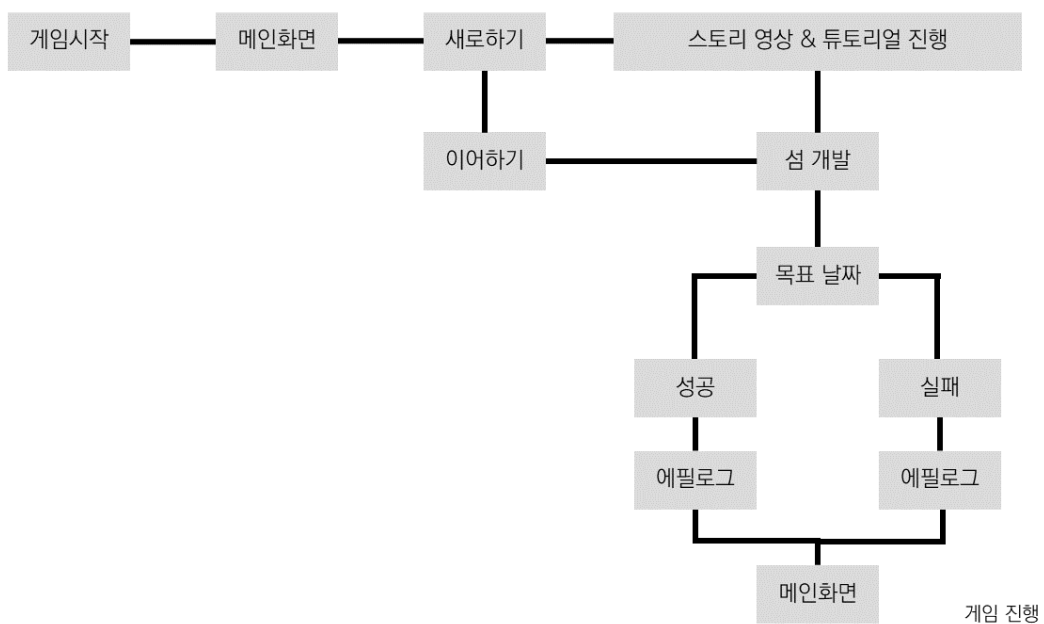 게임시작
메인화면
새로하기
스토리 영상 & 튜토리얼 진행
이어하기
섬 개발
목표 날짜
성공
실패
에필로그
에필로그
메인화면
게임 진행